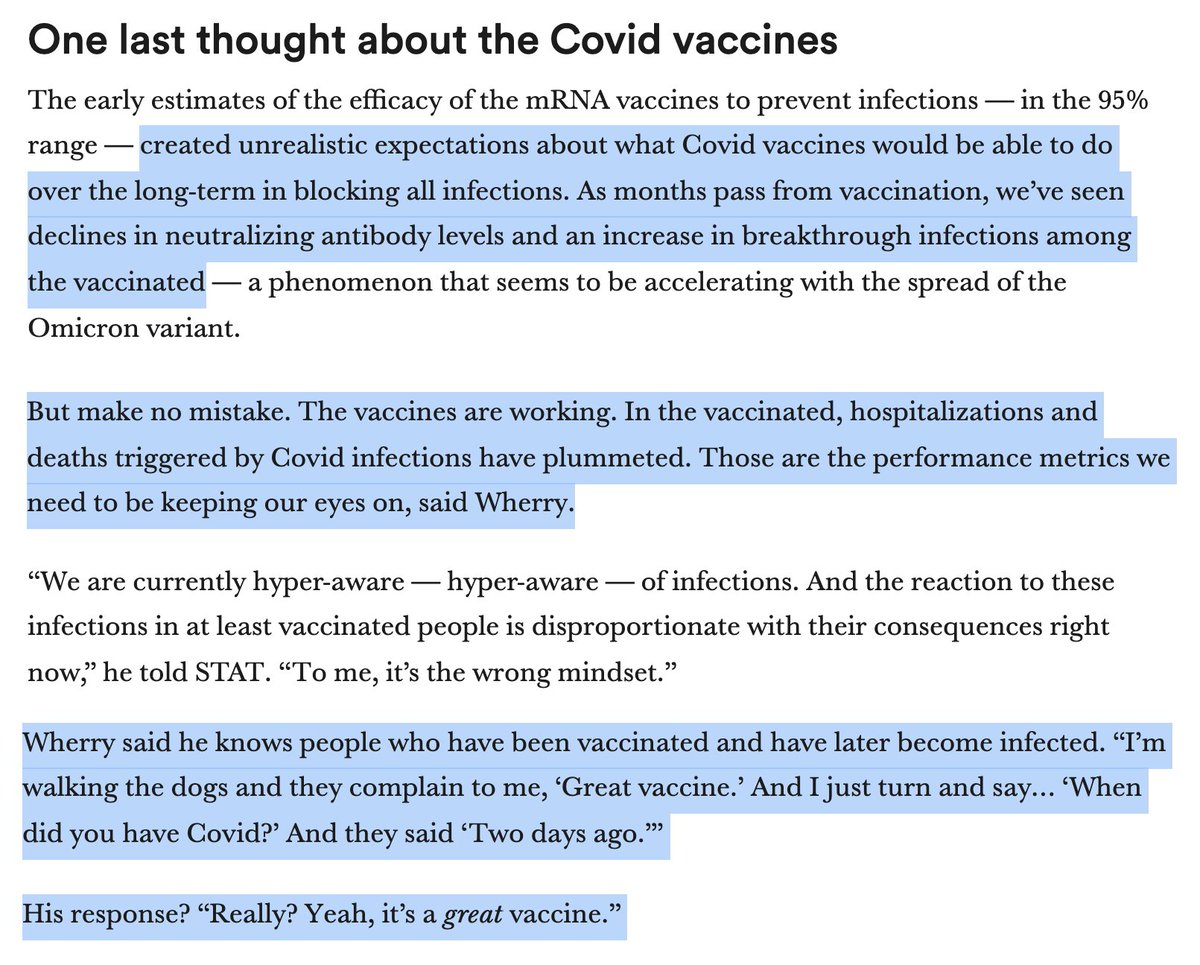 One last thought about the Covid vaccines
The early estimates of the efficacy of the mRNA vaccines to prevent infections — in the 95%
range — created unrealistic expectations about what Covid vaccines would be able to do
over the long-term in blocking all infections. As months pass from vaccination, we’ve seen
declines in neutralizing antibody levels and an increase in breakthrough infections among
the vaccinated — a phenomenon that seems to be accelerating with the spread of the
Omicron variant.
But make no mistake. The vaccines are working. In the vaccinated, hospitalizations and
deaths triggered by Covid infections have plummeted. Those are the performance metrics we
need to be keeping our eyes on, said Wherry.
“We are currently hyper-aware — hyper-aware — of infections. And the reaction to these
infections in at least vaccinated people is disproportionate with their consequences right
now,” he told STAT. “To me, it’s the wrong mindset.”
Wherry said he knows people who have been vaccinated and have later become infected. “I’m
walking the dogs and they complain to me, ‘Great vaccine.’ And I just turn and say… ‘When
did you have Covid?’ And they said ‘Two days ago.’”
His response? “Really? Yeah, it’s a great vaccine.”